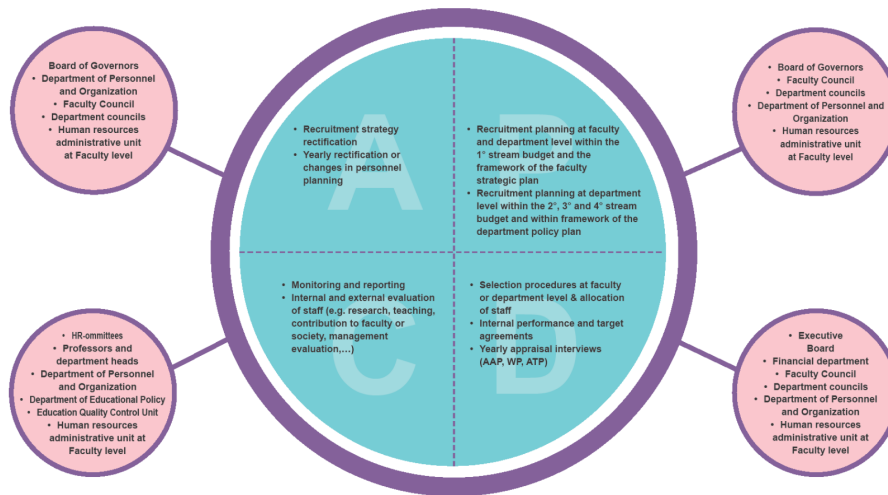 Board of Governors
• Department of Personnel
and Organization
• Faculty Council
• Department councils
• Human resources
administrative unit
at Faculty level
A
• Recruitment strategy
rectification
• Yearly rectification or
changes in personnel
planning
P
• Recruitment planning at faculty
and department level within the
1° stream budget and the
framework of the faculty
strategic plan
• Recruitment planning at department
level within the 2°, 3° and 4° stream
budget and within framework of the
department policy plan
• Board of Governors
• Faculty Council
• Department councils
• Department of Personnel and
Organization
• Human resources
administrative unit
at Faculty level
• HR-ommittees
• Professors and
department heads
• Department of Personnel
and Organization
• Department of Educational Policy
• Education Quality Control Unit
• Human resources
administrative unit at
Faculty level
C
• Monitoring and reporting
• Internal and external evaluation
of staff (e.g. research, teaching,
contribution to faculty or
society, management
evaluation,…)
D
• Selection procedures at faculty
or department level & allocation
of staff
• Internal performance and target
agreements
• Yearly appraisal interviews
(AAP, WP, ATP)
• Executive
Board
• Financial department
• Faculty Council
• Department councils
• Department of Personnel
and Organization
• Human resources
administrative unit at
Faculty level